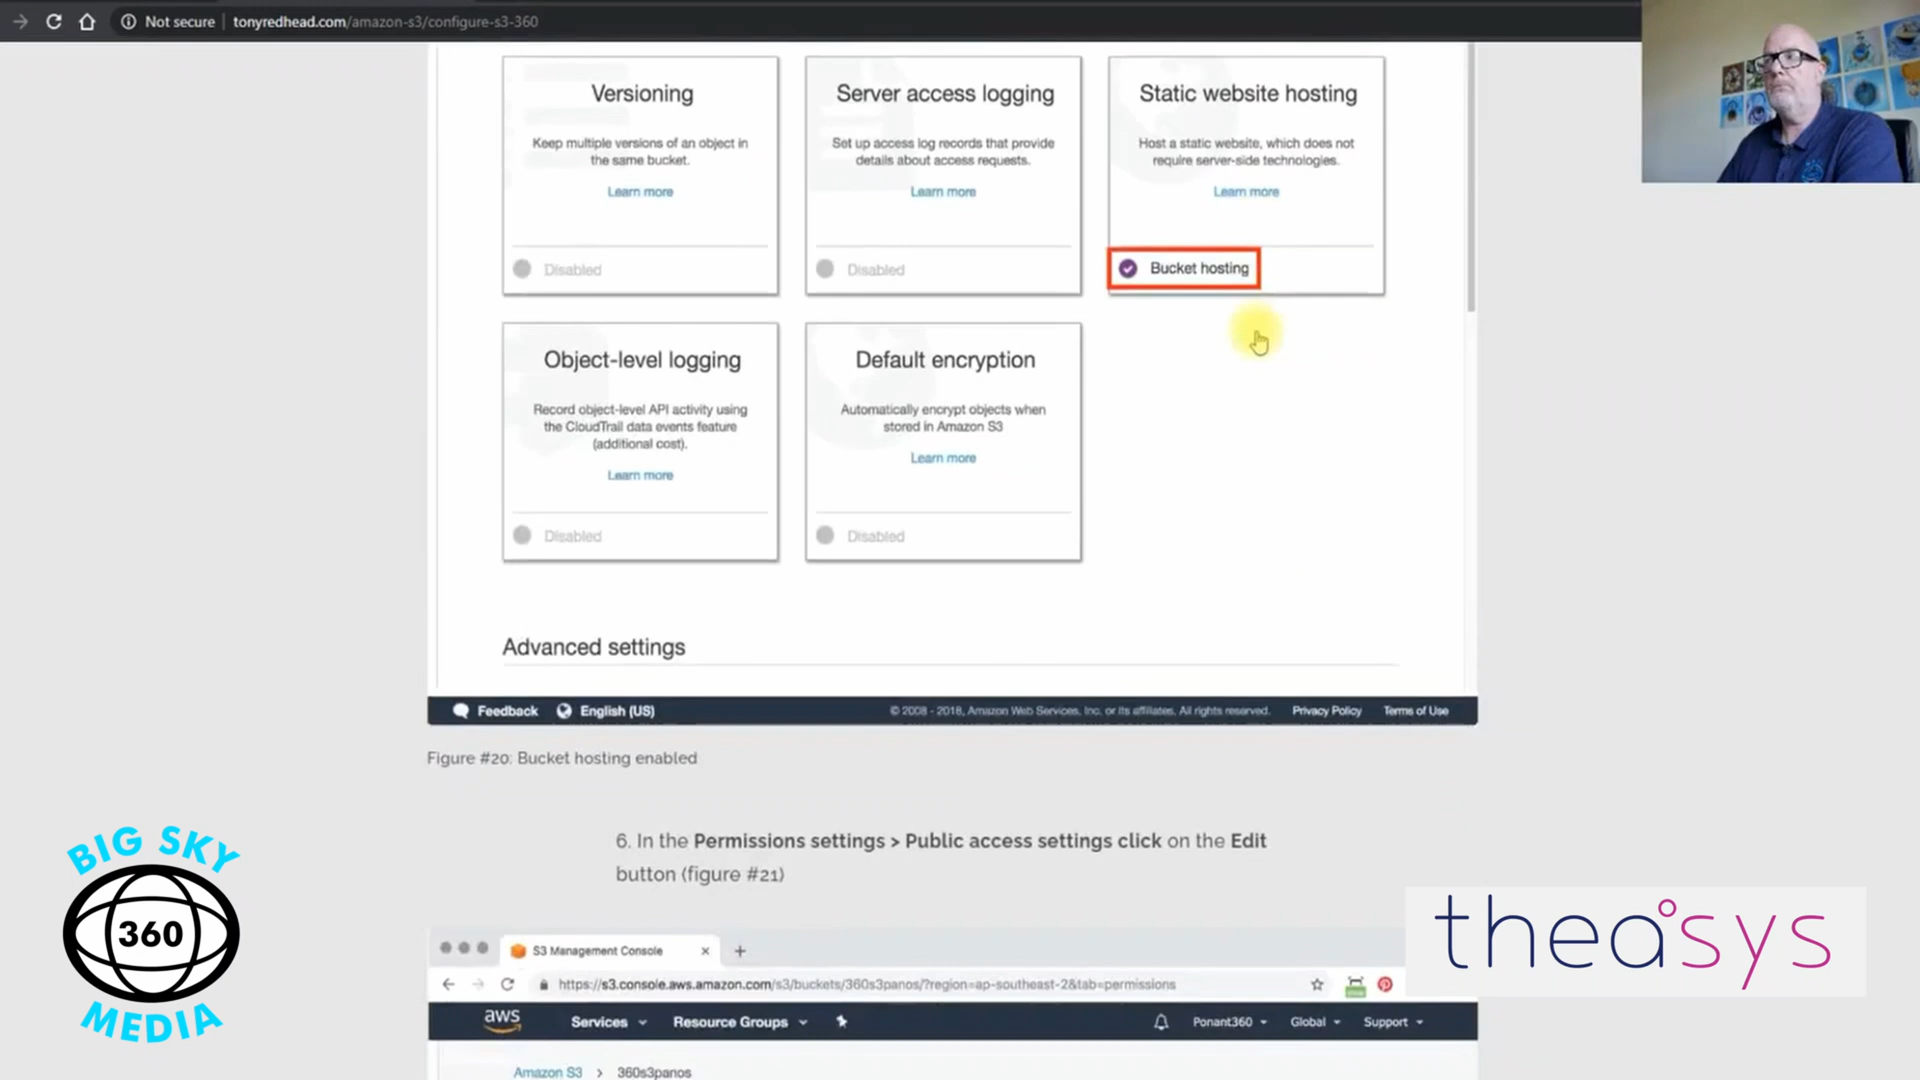 Not secure | tonyredhead.com/amazon-s3/configure-s3-360
Versioning
Keep multiple versions of an object in
the same bucket.
Learn more
Disabled
Server access logging
Set up access log records that provide
details about access requests.
Learn more
Disabled
Static website hosting
Host a static website, which does not
require server-side technologies.
Learn more
Bucket hosting
Object-level logging
Record object-level API activity using
the CloudTrail data events feature
(additional cost).
Learn more
Disabled
Default encryption
Automatically encrypt objects when
stored in Amazon S3
Learn more
Disabled
Advanced settings
Feedback English (US) © 2008 - 2018, Amazon Web Services, Inc. or its affiliates. All rights reserved. Privacy Policy Terms of Use
Figure #20: Bucket hosting enabled
6. In the Permissions settings > Public access settings click on the Edit
button (figure #21)
S3 Management Console
https://s3.console.aws.amazon.com/s3/buckets/360s3panos/?region=ap-southeast-2&tab=permissions
aws Services Resource Groups Ponant360 Global Support
Amazon S3 > 360s3panos
BIG SKY
360
MEDIA
theasys